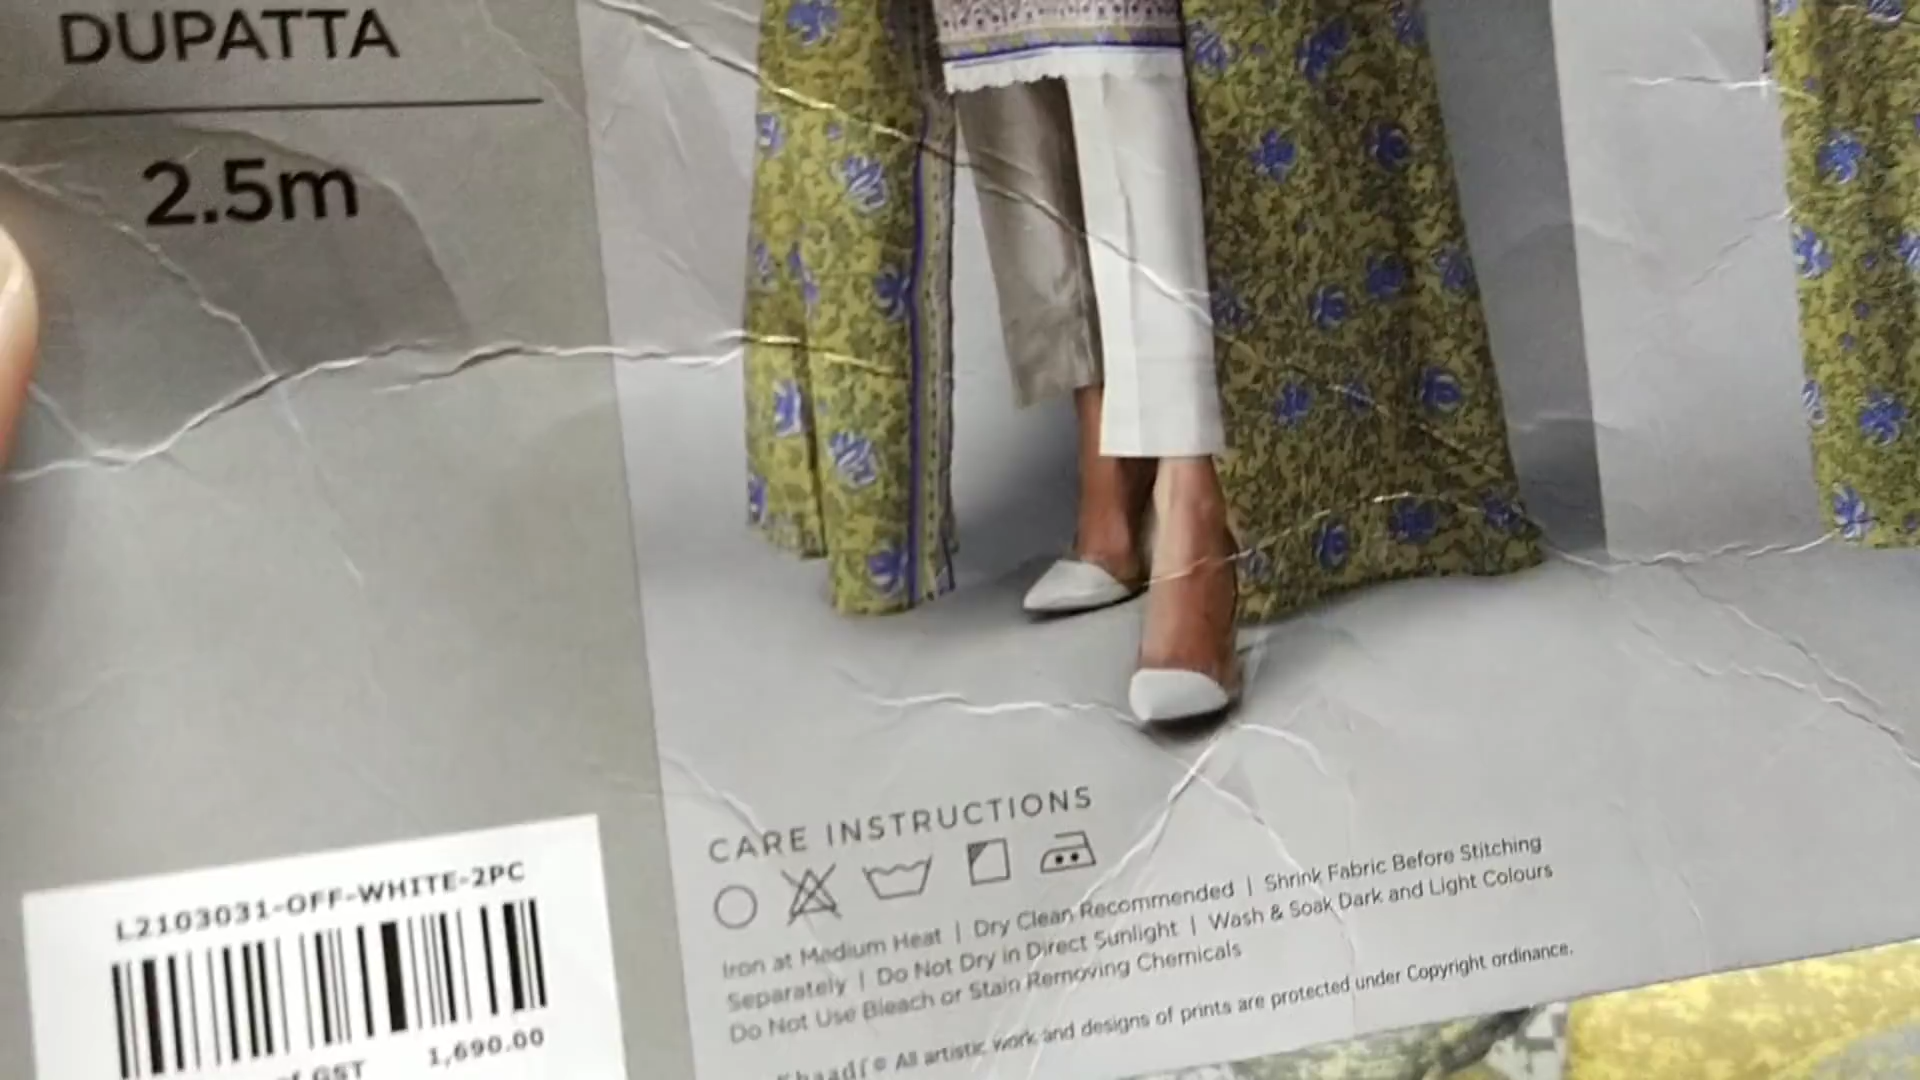 DUPATTA
2.5m
L2103031-OFF-WHITE-2PC
of GST 1,690.00
CARE INSTRUCTIONS
Iron at Medium Heat | Dry Clean Recommended | Shrink Fabric Before Stitching
Separately | Do Not Dry in Direct Sunlight | Wash & Soak Dark and Light Colours
Do Not Use Bleach or Stain Removing Chemicals
© All artistic work and designs of prints are protected under Copyright ordinance.